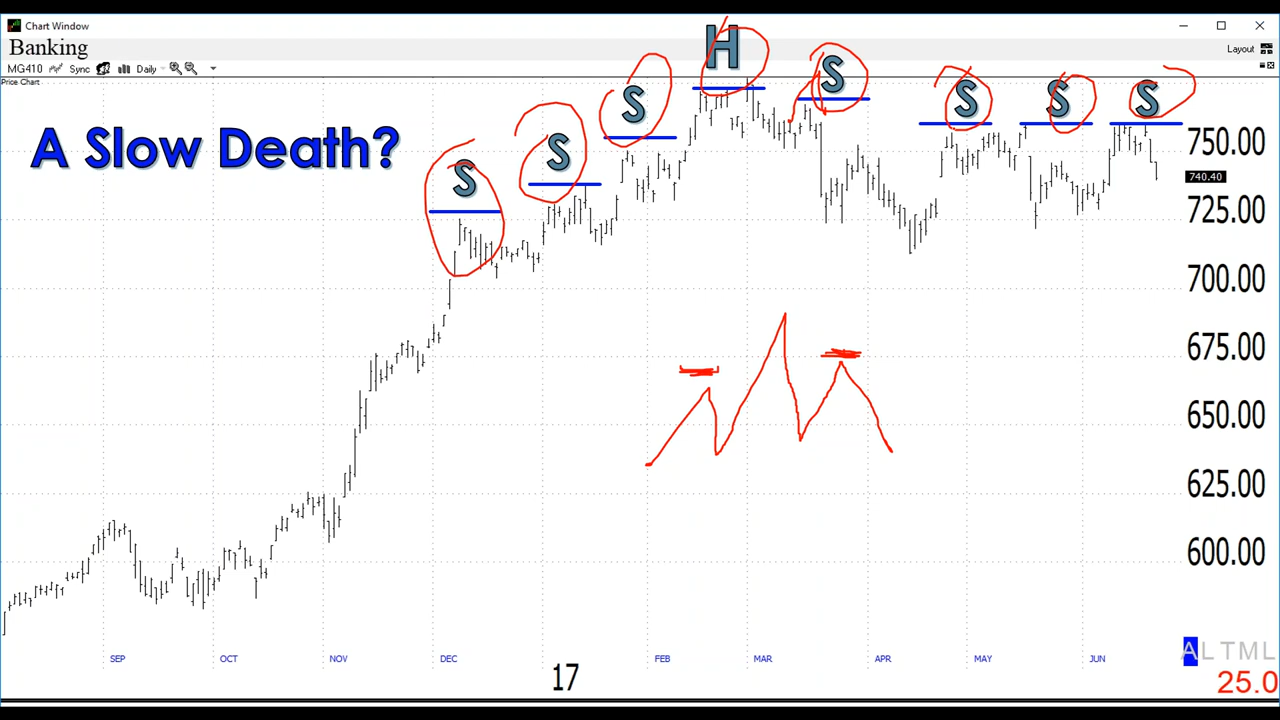 Chart Window
Banking
Layout
MG410 Sync Daily
Price Chart
H
S S S S S S S
A Slow Death?
750.00
740.40
725.00
700.00
675.00
650.00
625.00
600.00
SEP OCT NOV DEC FEB MAR APR MAY JUN
17
ALTML
25.0